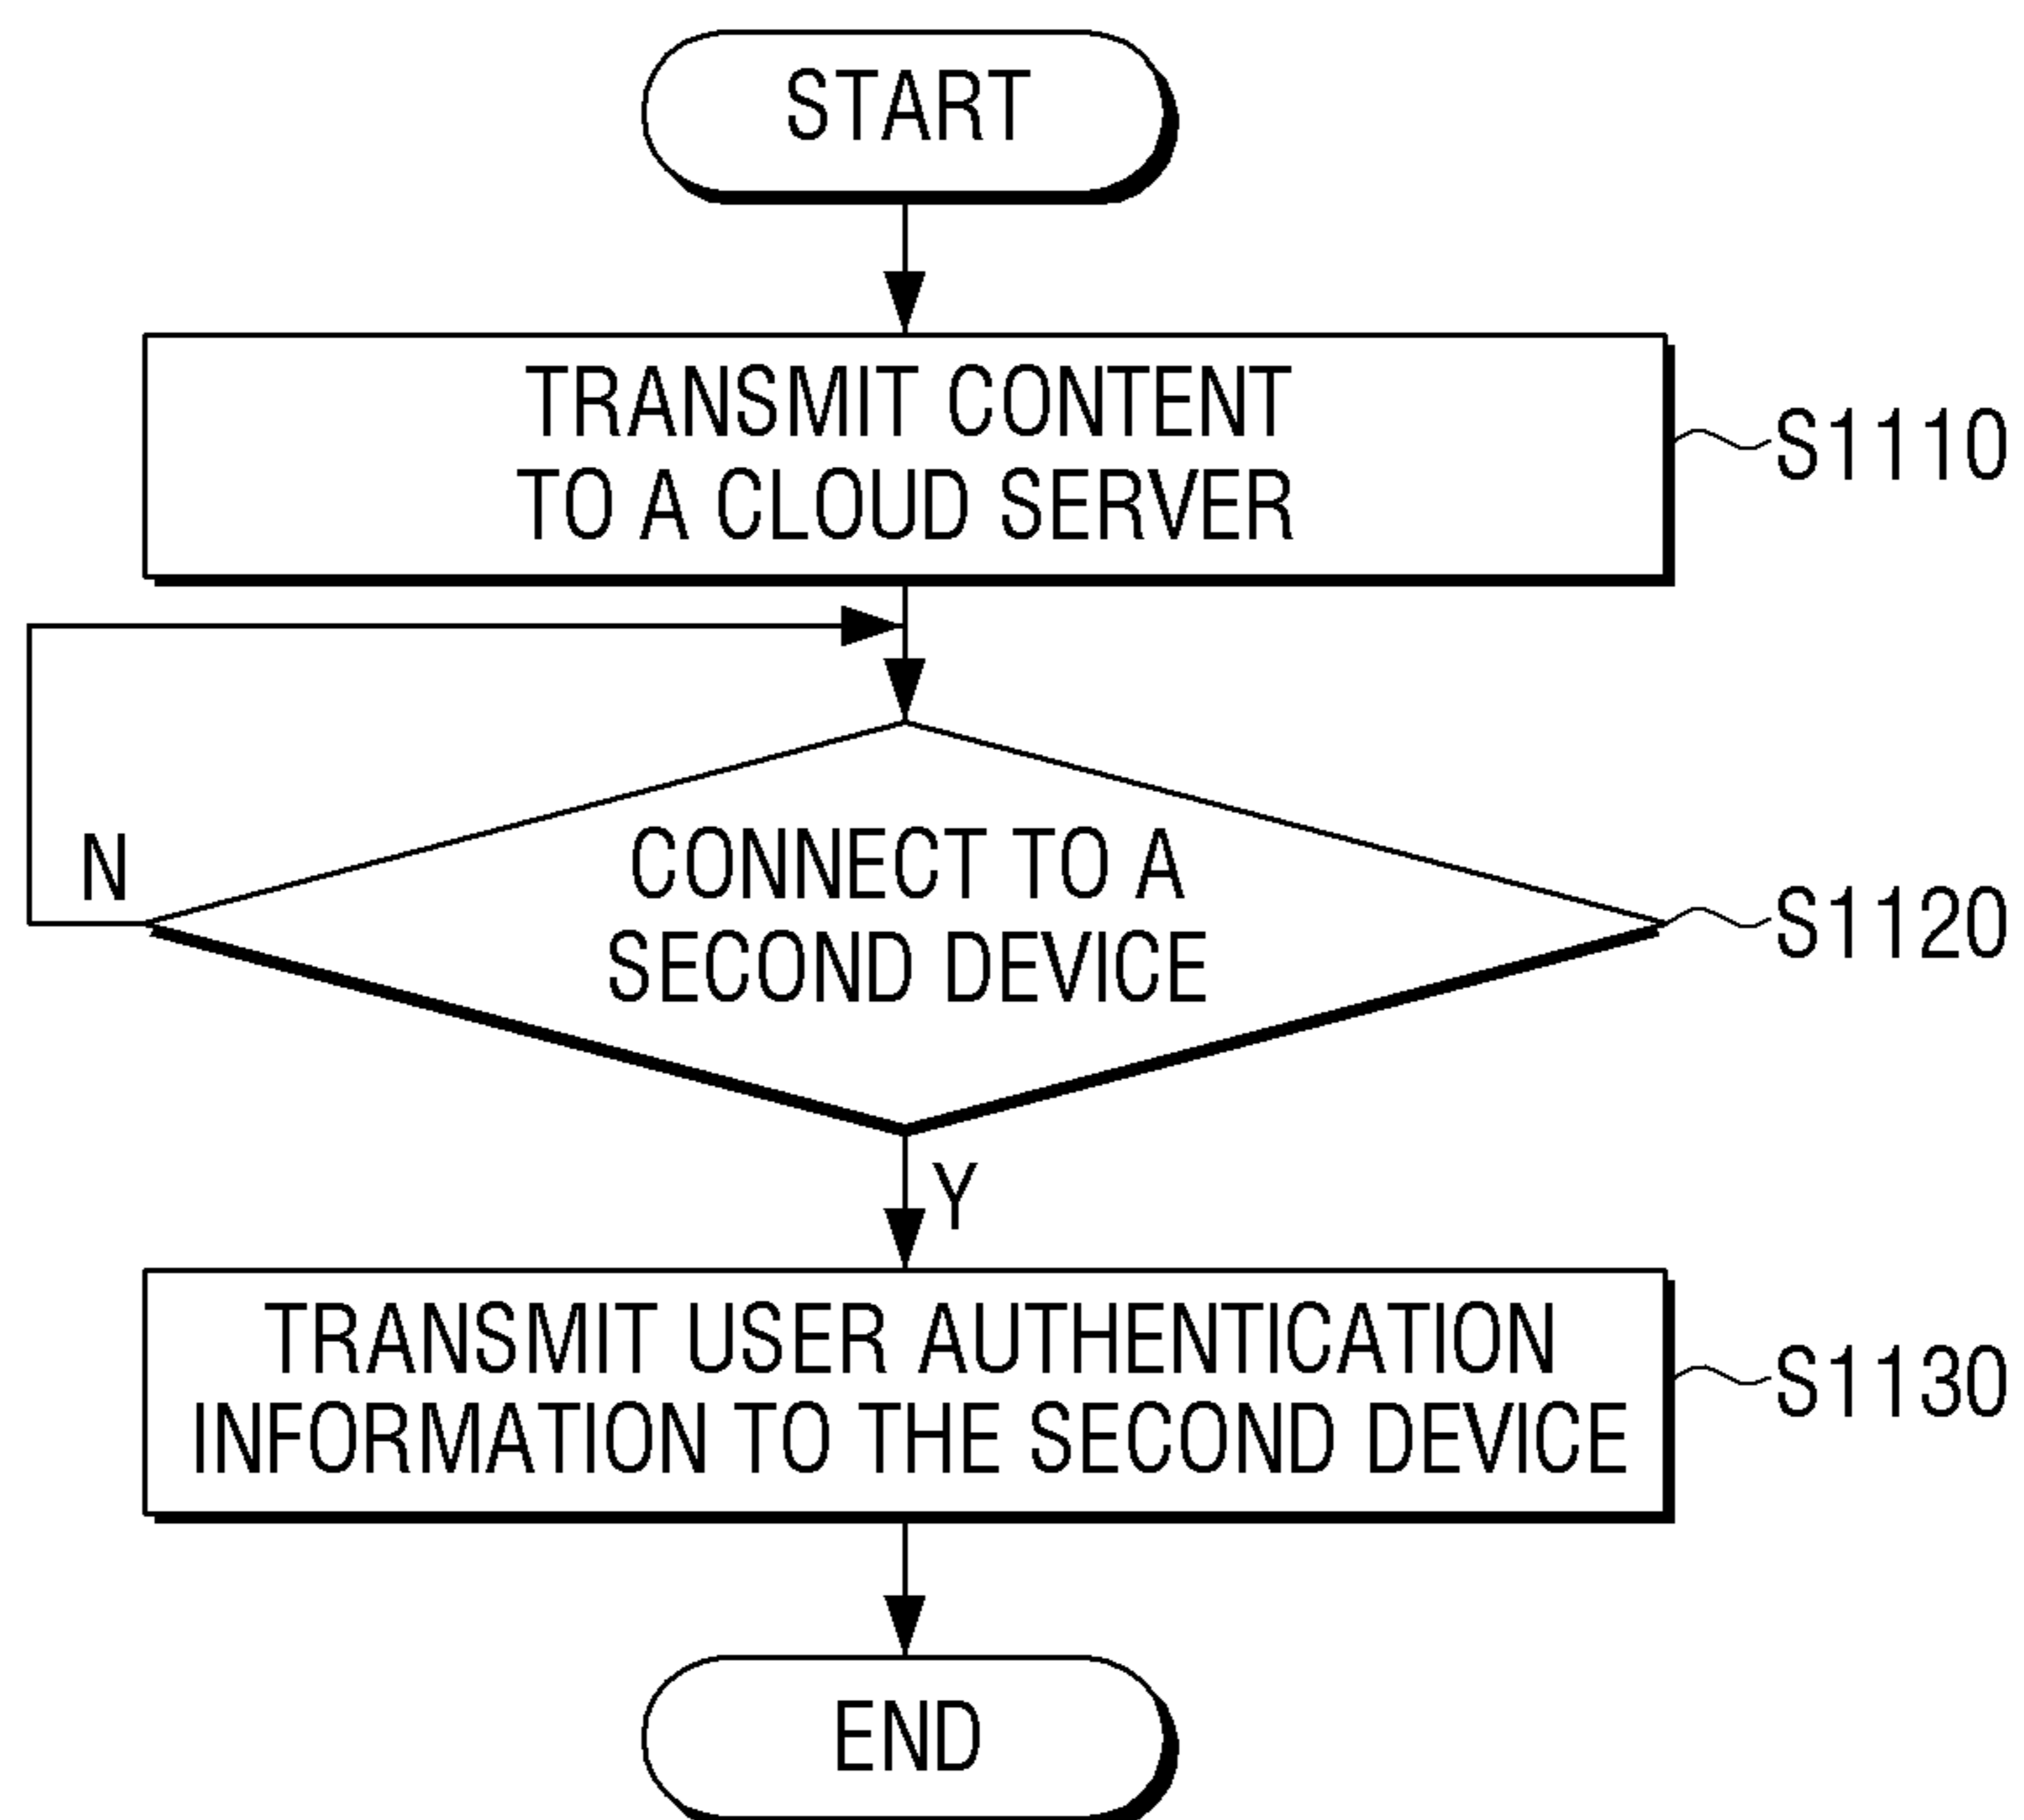 START
TRANSMIT CONTENT
TO A CLOUD SERVER
S1110
N
CONNECT TO A
SECOND DEVICE
S1120
Y
TRANSMIT USER AUTHENTICATION
INFORMATION TO THE SECOND DEVICE
S1130
END